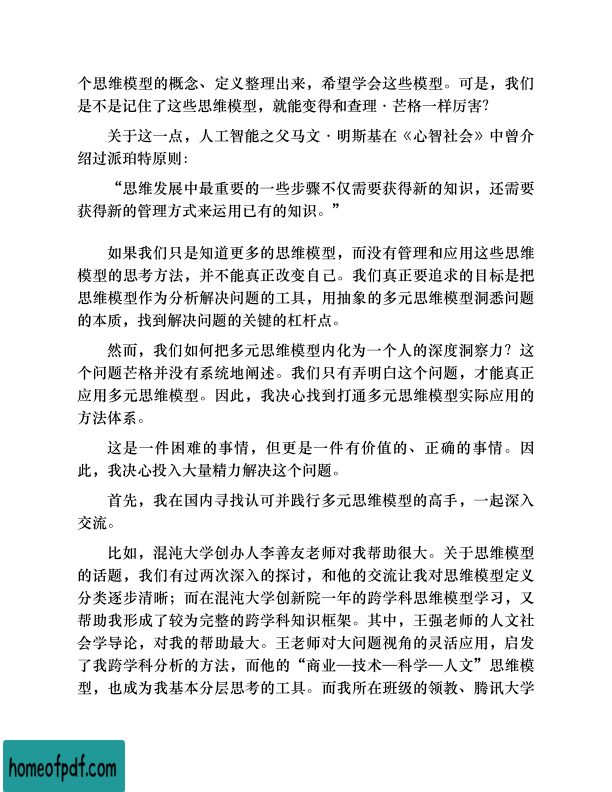 个思维模型的概念、定义整理出来，希望学会这些模型。可是，我们
是不是记住了这些思维模型，就能变得和查理·芒格一样厉害？
关于这一点，人工智能之父马文·明斯基在《心智社会》中曾介
绍过派珀特原则：
“思维发展中最重要的一些步骤不仅需要获得新的知识，还需要
获得新的管理方式来运用已有的知识。”
如果我们只是知道更多的思维模型，而没有管理和应用这些思维
模型的思考方法，并不能真正改变自己。我们真正要追求的目标是把
思维模型作为分析解决问题的工具，用抽象的多元思维模型洞悉问题
的本质，找到解决问题的关键的杠杆点。
然而，我们如何把多元思维模型内化为一个人的深度洞察力？这
个问题芒格并没有系统地阐述。我们只有弄明白这个问题，才能真正
应用多元思维模型。因此，我决心找到打通多元思维模型实际应用的
方法体系。
这是一件困难的事情，但更是一件有价值的、正确的事情。因
此，我决心投入大量精力解决这个问题。
首先，我在国内寻找认可并践行多元思维模型的高手，一起深入
交流。
比如，混沌大学创办人李善友老师对我帮助很大。关于思维模型
的话题，我们有过两次深入的探讨，和他的交流让我对思维模型定义
分类逐步清晰；而在混沌大学创新院一年的跨学科思维模型学习，又
帮助我形成了较为完整的跨学科知识框架。其中，王强老师的人文社
会学导论，对我的帮助最大。王老师对大问题视角的灵活应用，启发
了我跨学科分析的方法，而他的“商业—技术—科学—人文”思维模
型，也成为我基本分层思考的工具。而我所在班级的领教、腾讯大学
homeofpdf.com